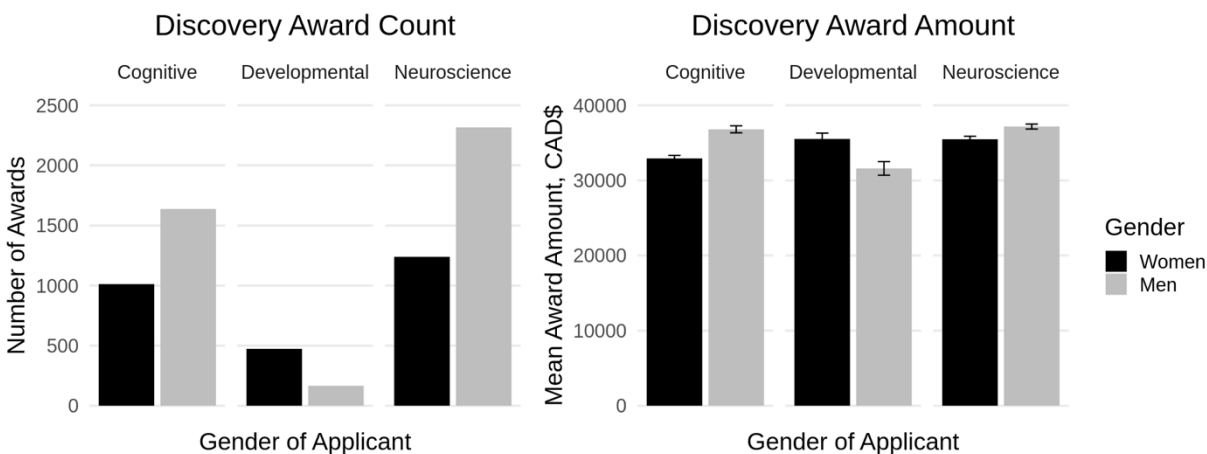 Discovery Award Count
Cognitive Developmental Neuroscience
Number of Awards
2500
2000
1500
1000
500
0
Gender of Applicant
Discovery Award Amount
Cognitive Developmental Neuroscience
Mean Award Amount, CAD$
40000
30000
20000
10000
0
Gender of Applicant
Gender
Women
Men